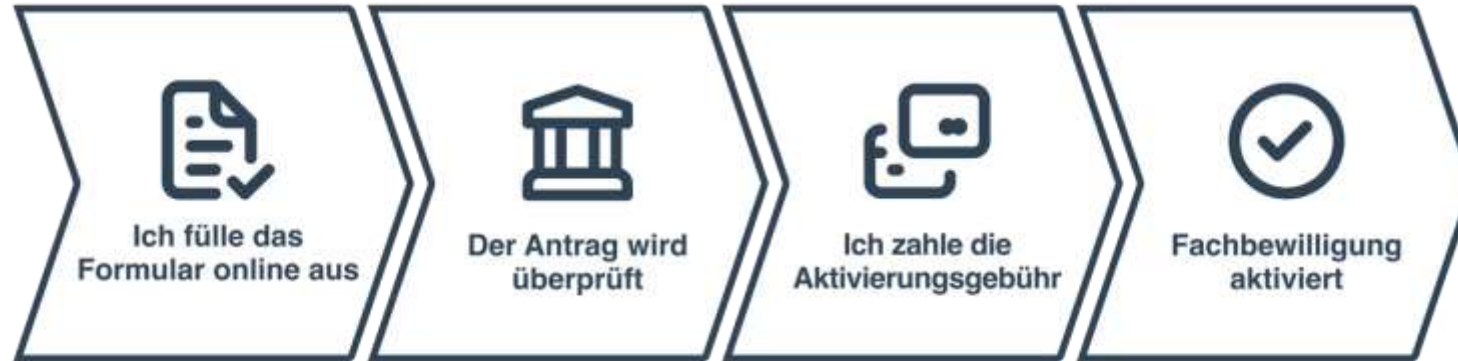 Ich fülle das
Formular online aus
Der Antrag wird
überprüft
Ich zahle die
Aktivierungsgebühr
Fachbewilligung
aktiviert